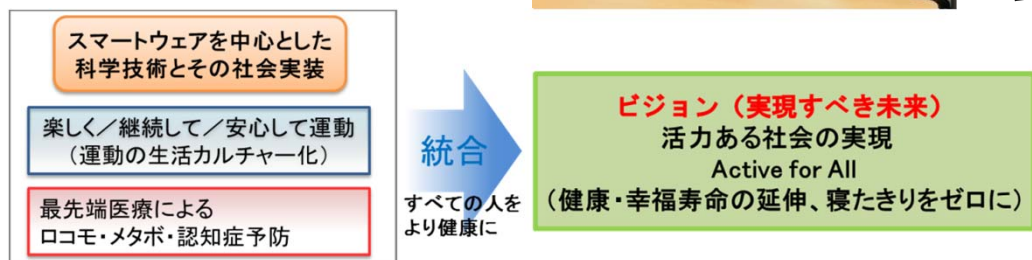 スマートウェアを中心とした
科学技術とその社会実装
楽しく／継続して／安心して運動
（運動の生活カルチャー化）
最先端医療による
ロコモ・メタボ・認知症予防
統合
すべての人を
より健康に
ビジョン（実現すべき未来）
活力ある社会の実現
Active for All
（健康・幸福寿命の延伸、寝たきりをゼロに）